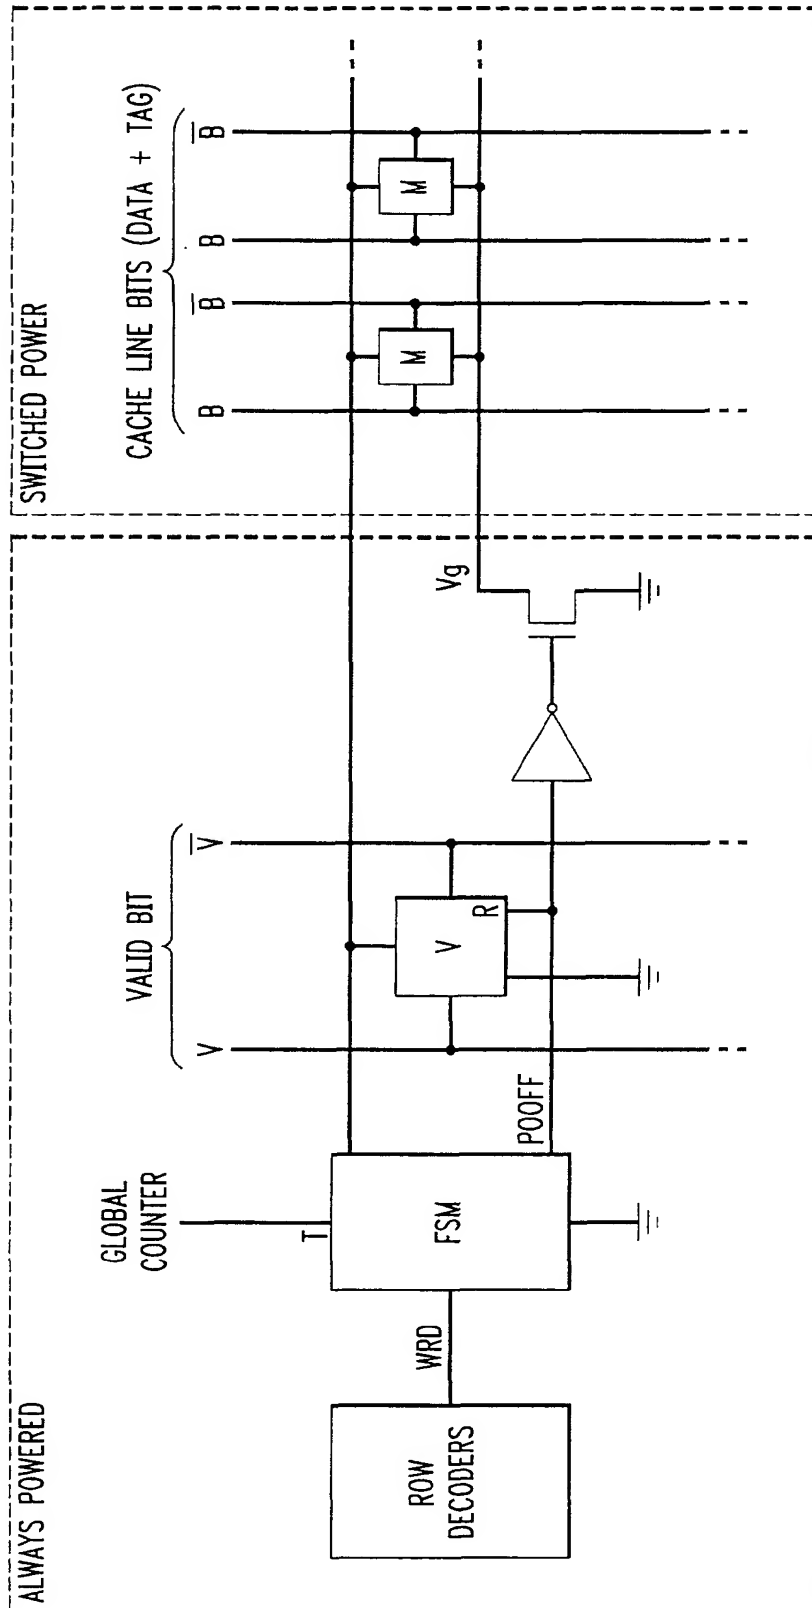 ALWAYS POWERED
ROW
DECODERS
WRD
GLOBAL
COUNTER
T
FSM
POOFF
VALID BIT
V
V̅
V
R
Vg
SWITCHED POWER
CACHE LINE BITS (DATA + TAG)
B
B̅
B
B̅
M
M